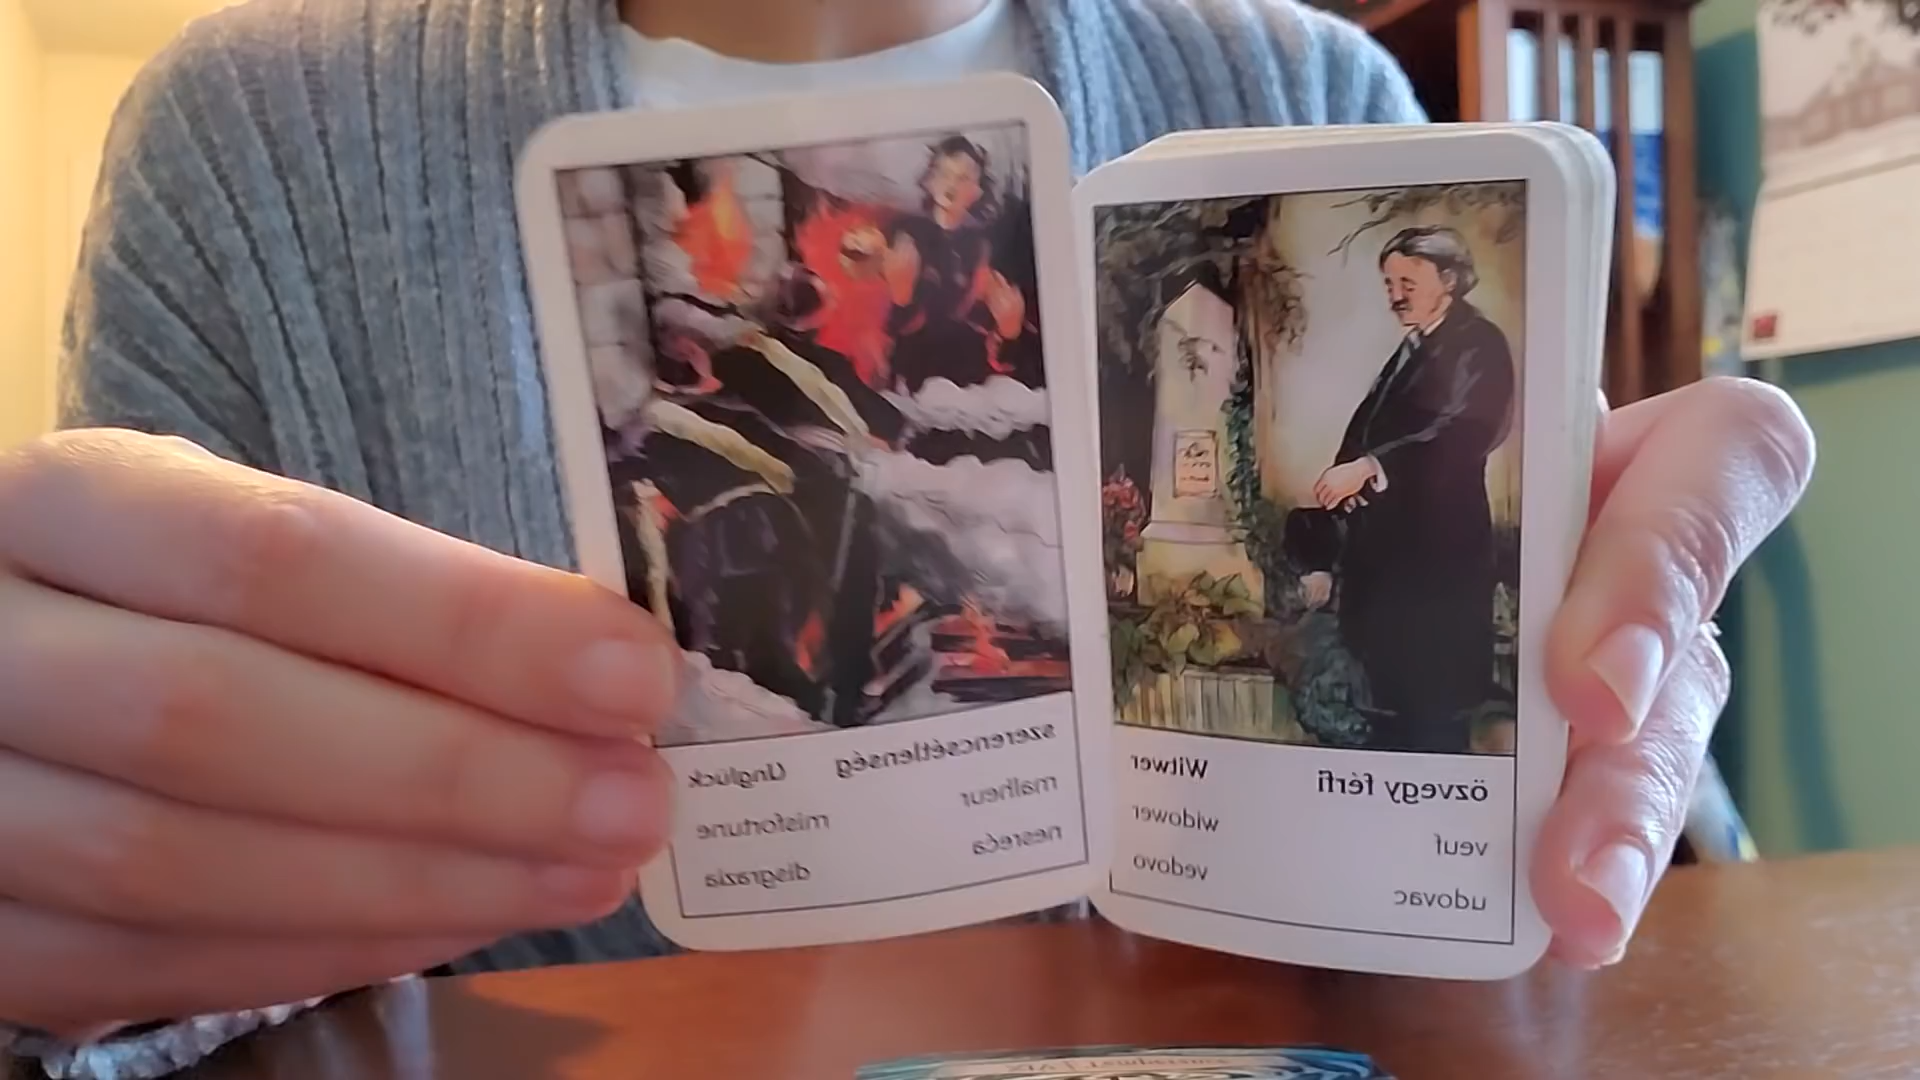 szerencsétlenség Unglück
malheur misfortune
nesreća disgrazia
özvegy férfi Witwer
veuf widower
udovac vedovo